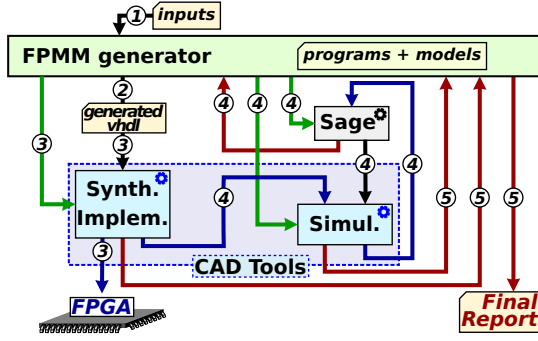 1 inputs
FPMM generator
programs + models
2
4
4
4
generated
vhdl
Sage
3
3
4
4
Synth.
Implem.
4
5
5
5
Simul.
3
CAD Tools
FPGA
Final
Report